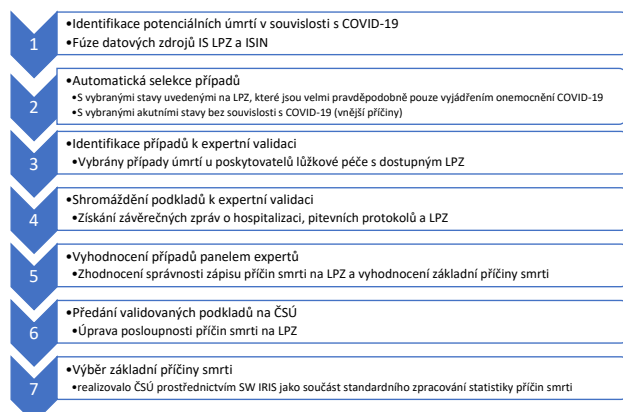 1
•Identifikace potenciálních úmrtí v souvislosti s COVID-19
•Fúze datových zdrojů IS LPZ a ISIN
2
•Automatická selekce případů
•S vybranými stavy uvedenými na LPZ, které jsou velmi pravděpodobně pouze vyjádřením onemocnění COVID-19
•S vybranými akutními stavy bez souvislosti s COVID-19 (vnější příčiny)
3
•Identifikace případů k expertní validaci
•Vybrány případy úmrtí u poskytovatelů lůžkové péče s dostupným LPZ
4
•Shromáždění podkladů k expertní validaci
•Získání závěrečných zpráv o hospitalizaci, pitevních protokolů a LPZ
5
•Vyhodnocení případů panelem expertů
•Zhodnocení správnosti zápisu příčin smrti na LPZ a vyhodnocení základní příčiny smrti
6
•Předání validovaných podkladů na ČSÚ
•Úprava posloupnosti příčin smrti na LPZ
7
•Výběr základní příčiny smrti
•realizovalo ČSÚ prostřednictvím SW IRIS jako součást standardního zpracování statistiky příčin smrti